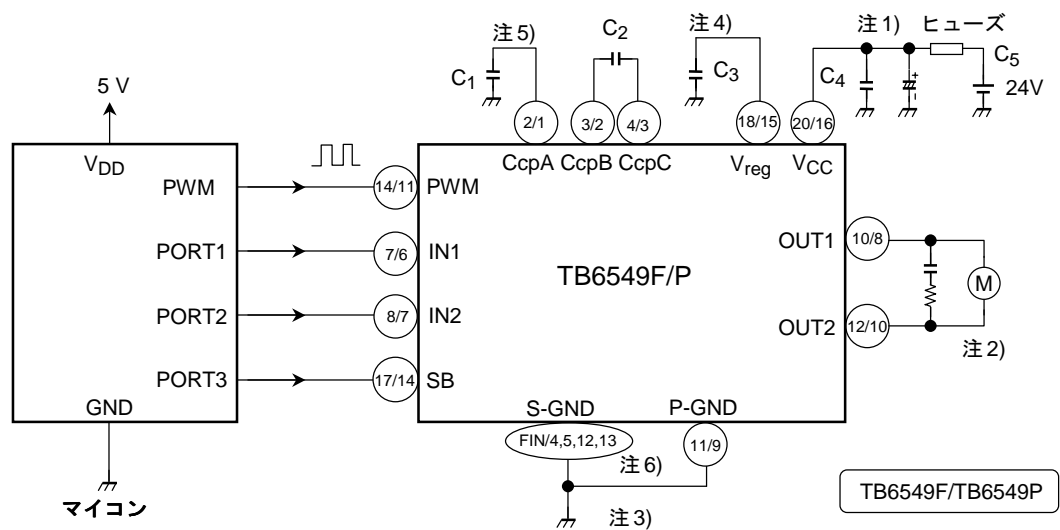 注5)
C2
注4)
注1)
ヒューズ
C1
C3
C4
C5
24V
5 V
2/1
3/2
4/3
18/15
20/16
VDD
CcpA
CcpB
CcpC
Vreg
VCC
PWM
14/11
PWM
PORT1
7/6
IN1
OUT1
10/8
TB6549F/P
M
PORT2
8/7
IN2
OUT2
12/10
注2)
PORT3
17/14
SB
GND
S-GND
P-GND
FIN/4,5,12,13
11/9
注6)
マイコン
注3)
TB6549F/TB6549P